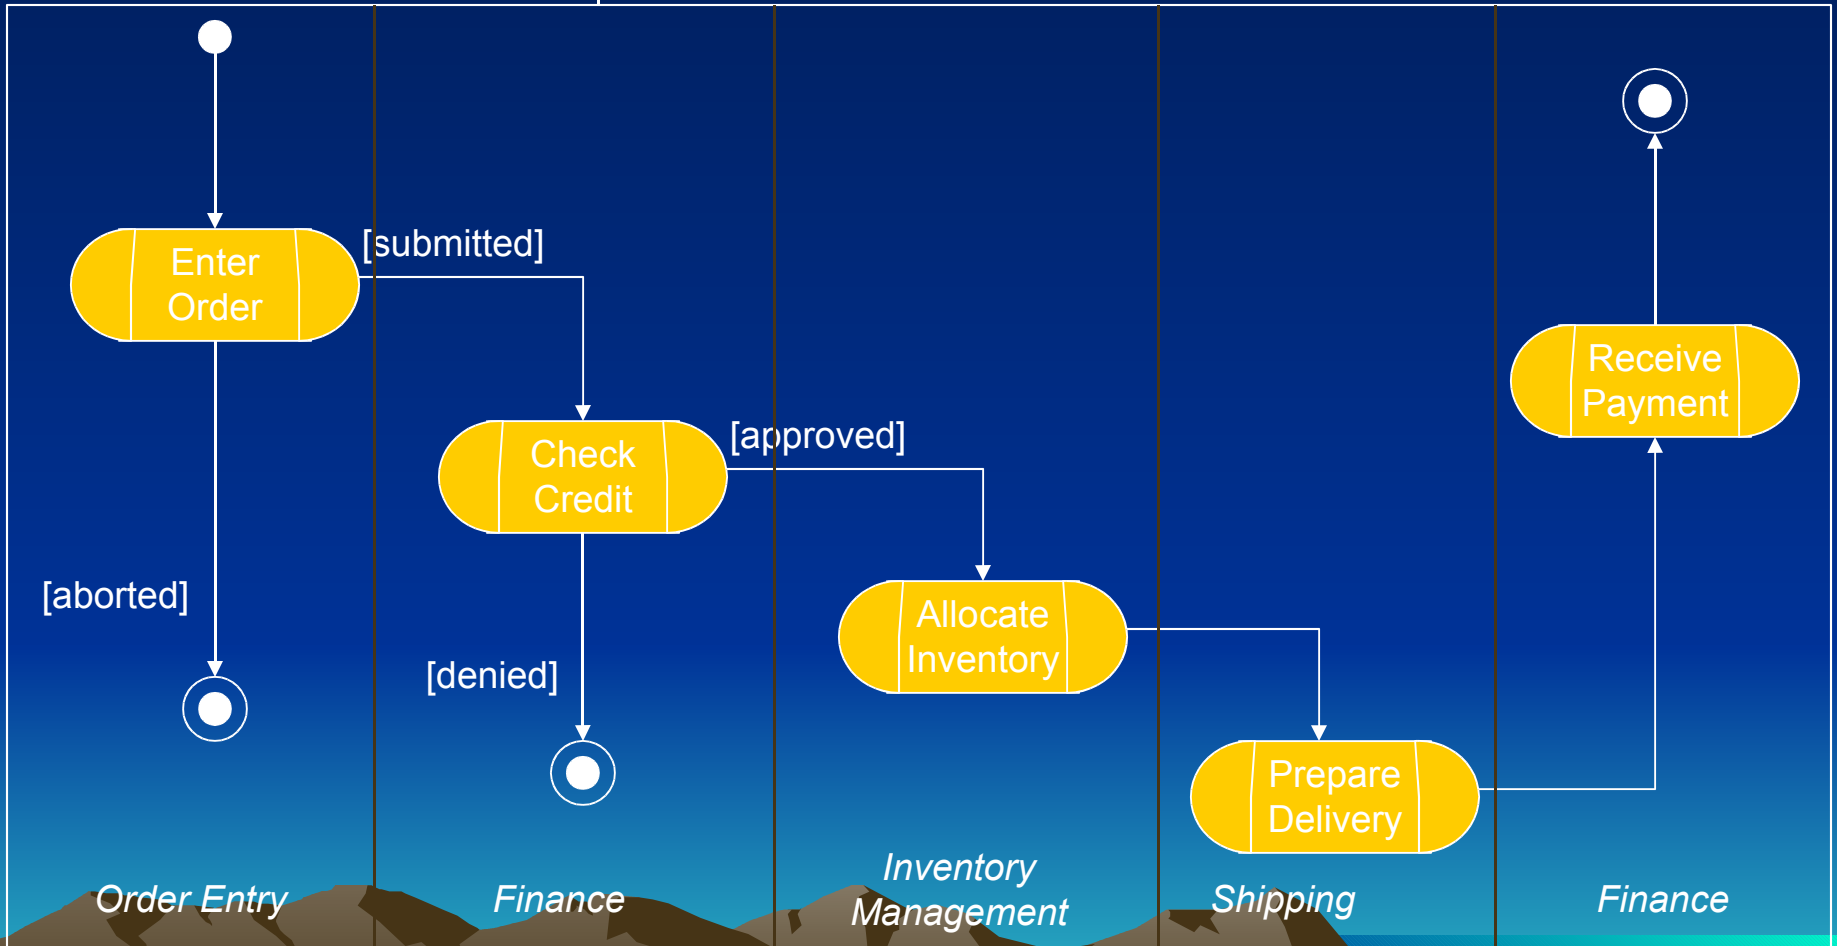 [submitted]
Enter
Order
Receive
Payment
[approved]
Check
Credit
[aborted]
Allocate
Inventory
[denied]
Prepare
Delivery
Order Entry
Finance
Inventory
Management
Shipping
Finance